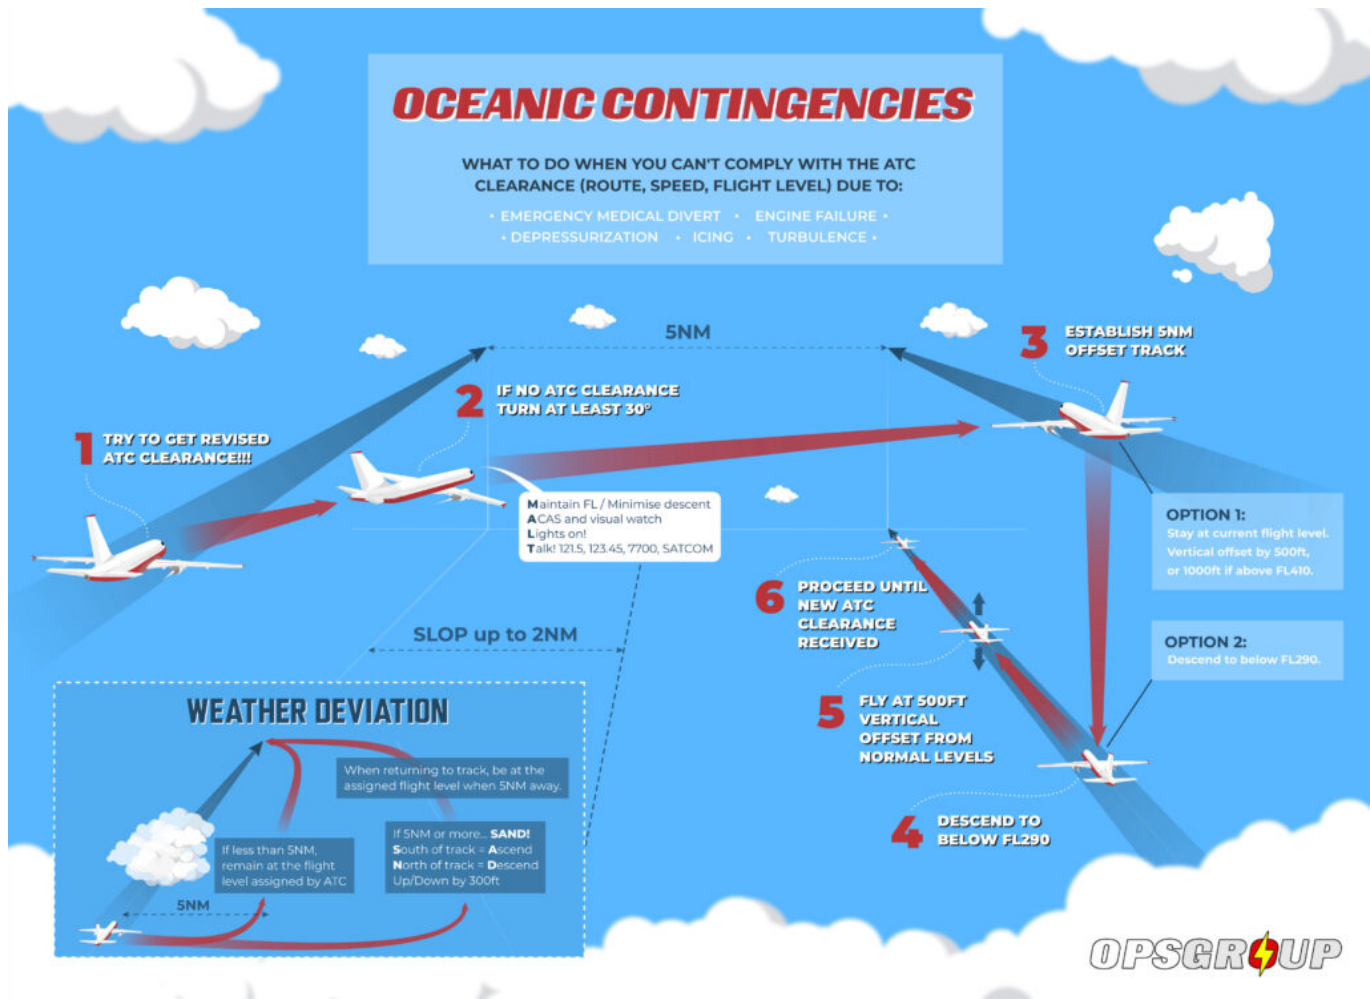 OCEANIC CONTINGENCIES
WHAT TO DO WHEN YOU CAN'T COMPLY WITH THE ATC
CLEARANCE (ROUTE, SPEED, FLIGHT LEVEL) DUE TO:
• EMERGENCY MEDICAL DIVERT • ENGINE FAILURE •
• DEPRESSURIZATION • ICING • TURBULENCE •
5NM
1 TRY TO GET REVISED
ATC CLEARANCE!!!
2 IF NO ATC CLEARANCE
TURN AT LEAST 30°
3 ESTABLISH 5NM
OFFSET TRACK
Maintain FL / Minimise descent
ACAS and visual watch
Lights on!
Talk! 121.5, 123.45, 7700, SATCOM
OPTION 1:
Stay at current flight level.
Vertical offset by 500ft,
or 1000ft if above FL410.
OPTION 2:
Descend to below FL290.
4 DESCEND TO
BELOW FL290
5 FLY AT 500FT
VERTICAL
OFFSET FROM
NORMAL LEVELS
6 PROCEED UNTIL
NEW ATC
CLEARANCE
RECEIVED
SLOP up to 2NM
WEATHER DEVIATION
When returning to track, be at the
assigned flight level when 5NM away.
If less than 5NM,
remain at the flight
level assigned by ATC
If 5NM or more... SAND!
South of track = Ascend
North of track = Descend
Up/Down by 300ft
5NM
OPSGROUP